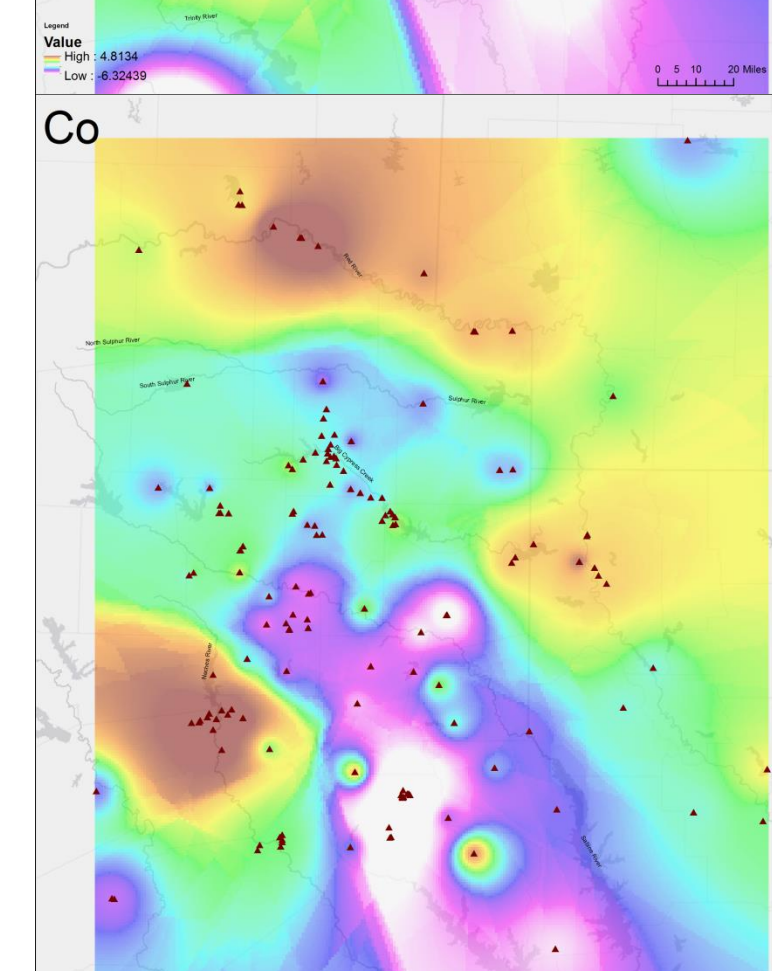 Trinity River
Legend
Value
High : 4.8134
Low : -6.32439
0 5 10 20 Miles
Co
Red River
North Sulphur River
South Sulphur River
Sulphur River
Big Cypress Creek
Neches River
Sabine River